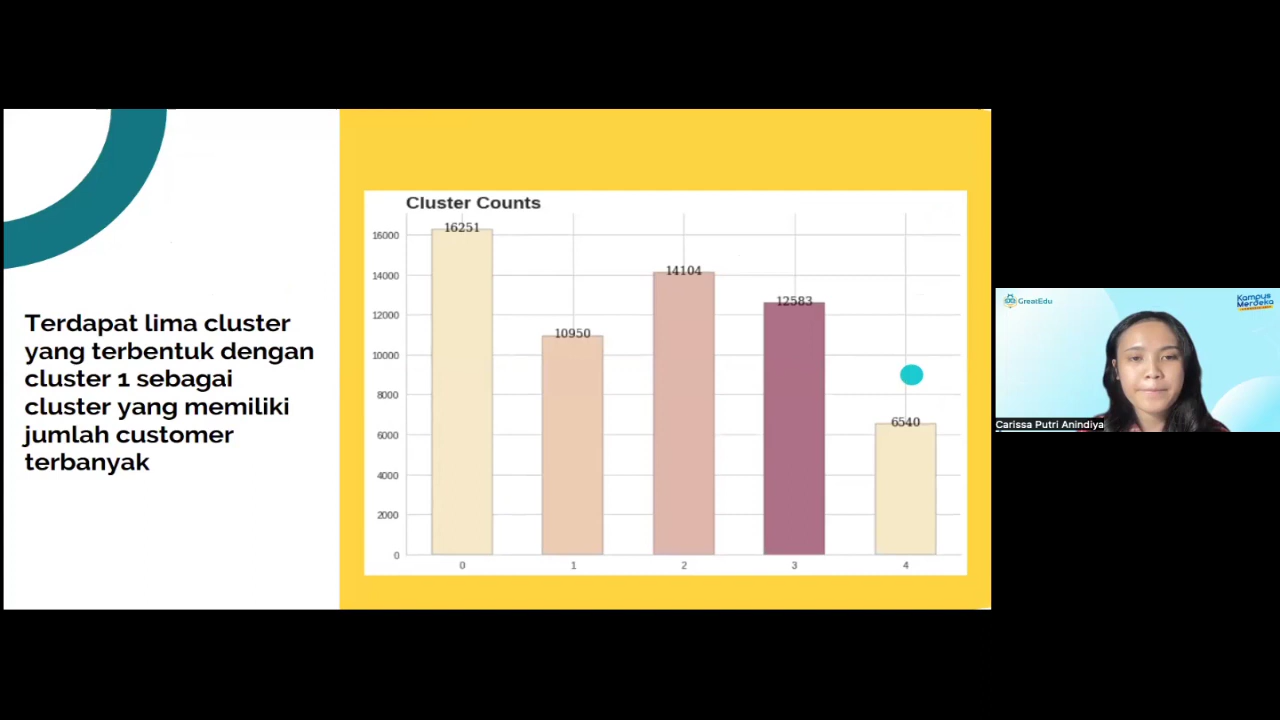 Terdapat lima cluster
yang terbentuk dengan
cluster 1 sebagai
cluster yang memiliki
jumlah customer
terbanyak
Cluster Counts
16000
14000
12000
10000
8000
6000
4000
2000
0
16251
10950
14104
12583
6540
0 1 2 3 4
GreatEdu
Kampus
Merdeka
Carissa Putri Anindiya